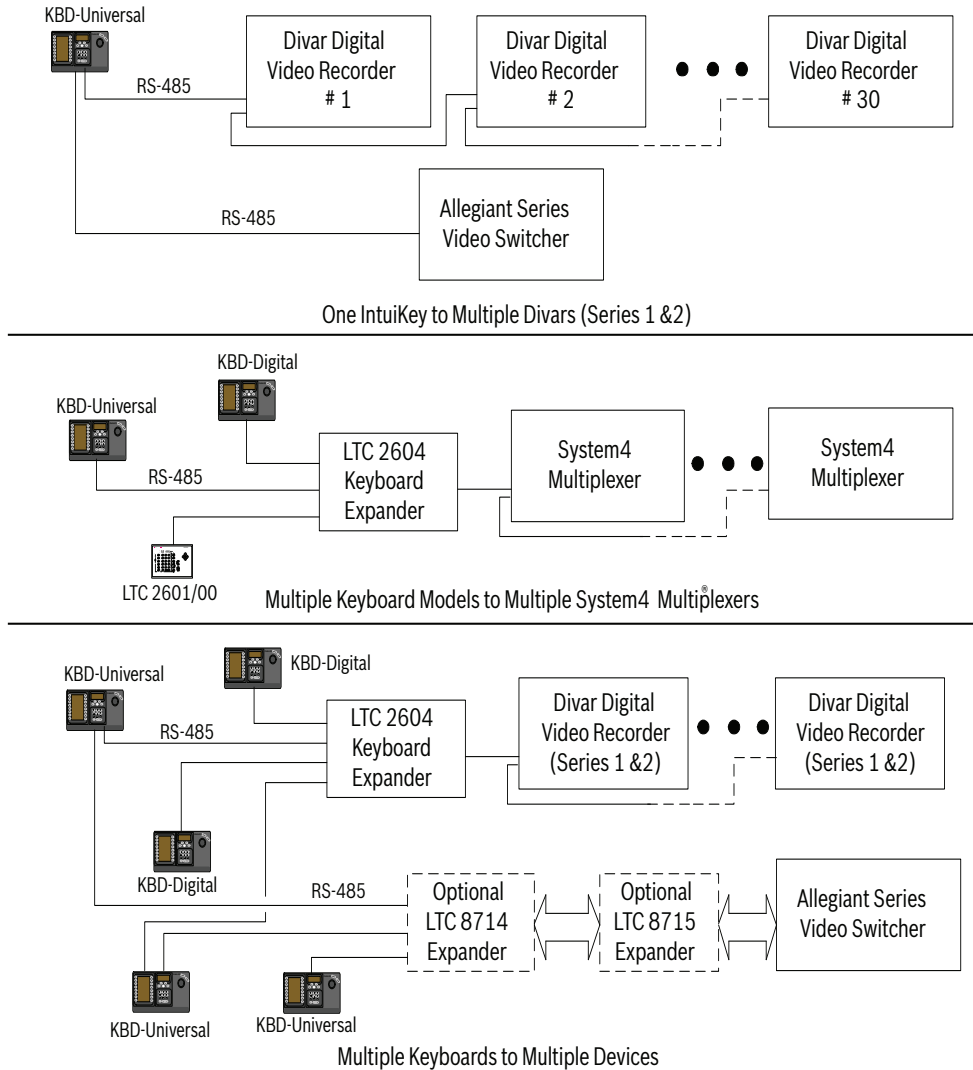 KBD-Universal
Divar Digital
Video Recorder
# 1
Divar Digital
Video Recorder
# 2
Divar Digital
Video Recorder
# 30
RS-485
RS-485
Allegiant Series
Video Switcher
One IntuiKey to Multiple Divars (Series 1 &2)
KBD-Digital
KBD-Universal
RS-485
LTC 2604
Keyboard
Expander
System4
Multiplexer
System4
Multiplexer
LTC 2601/00
Multiple Keyboard Models to Multiple System4 Multiplexers
®
KBD-Universal
KBD-Digital
RS-485
LTC 2604
Keyboard
Expander
Divar Digital
Video Recorder
(Series 1 &2)
Divar Digital
Video Recorder
(Series 1 &2)
KBD-Digital
RS-485
Optional
LTC 8714
Expander
Optional
LTC 8715
Expander
Allegiant Series
Video Switcher
KBD-Universal
KBD-Universal
Multiple Keyboards to Multiple Devices